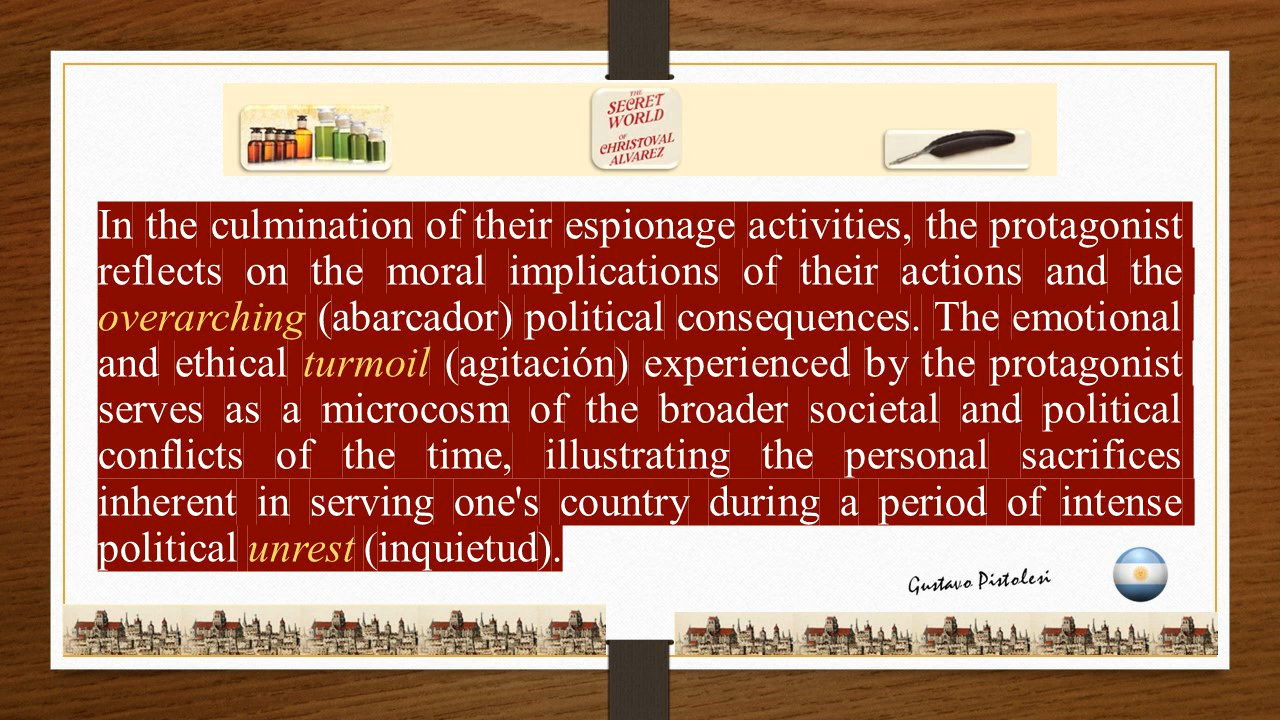 THE
SECRET
WORLD
OF
CHRISTOVAL
ALVAREZ
In the culmination of their espionage activities, the protagonist
reflects on the moral implications of their actions and the
overarching (abarcador) political consequences. The emotional
and ethical turmoil (agitación) experienced by the protagonist
serves as a microcosm of the broader societal and political
conflicts of the time, illustrating the personal sacrifices
inherent in serving one's country during a period of intense
political unrest (inquietud).
Gustavo Pistolesi